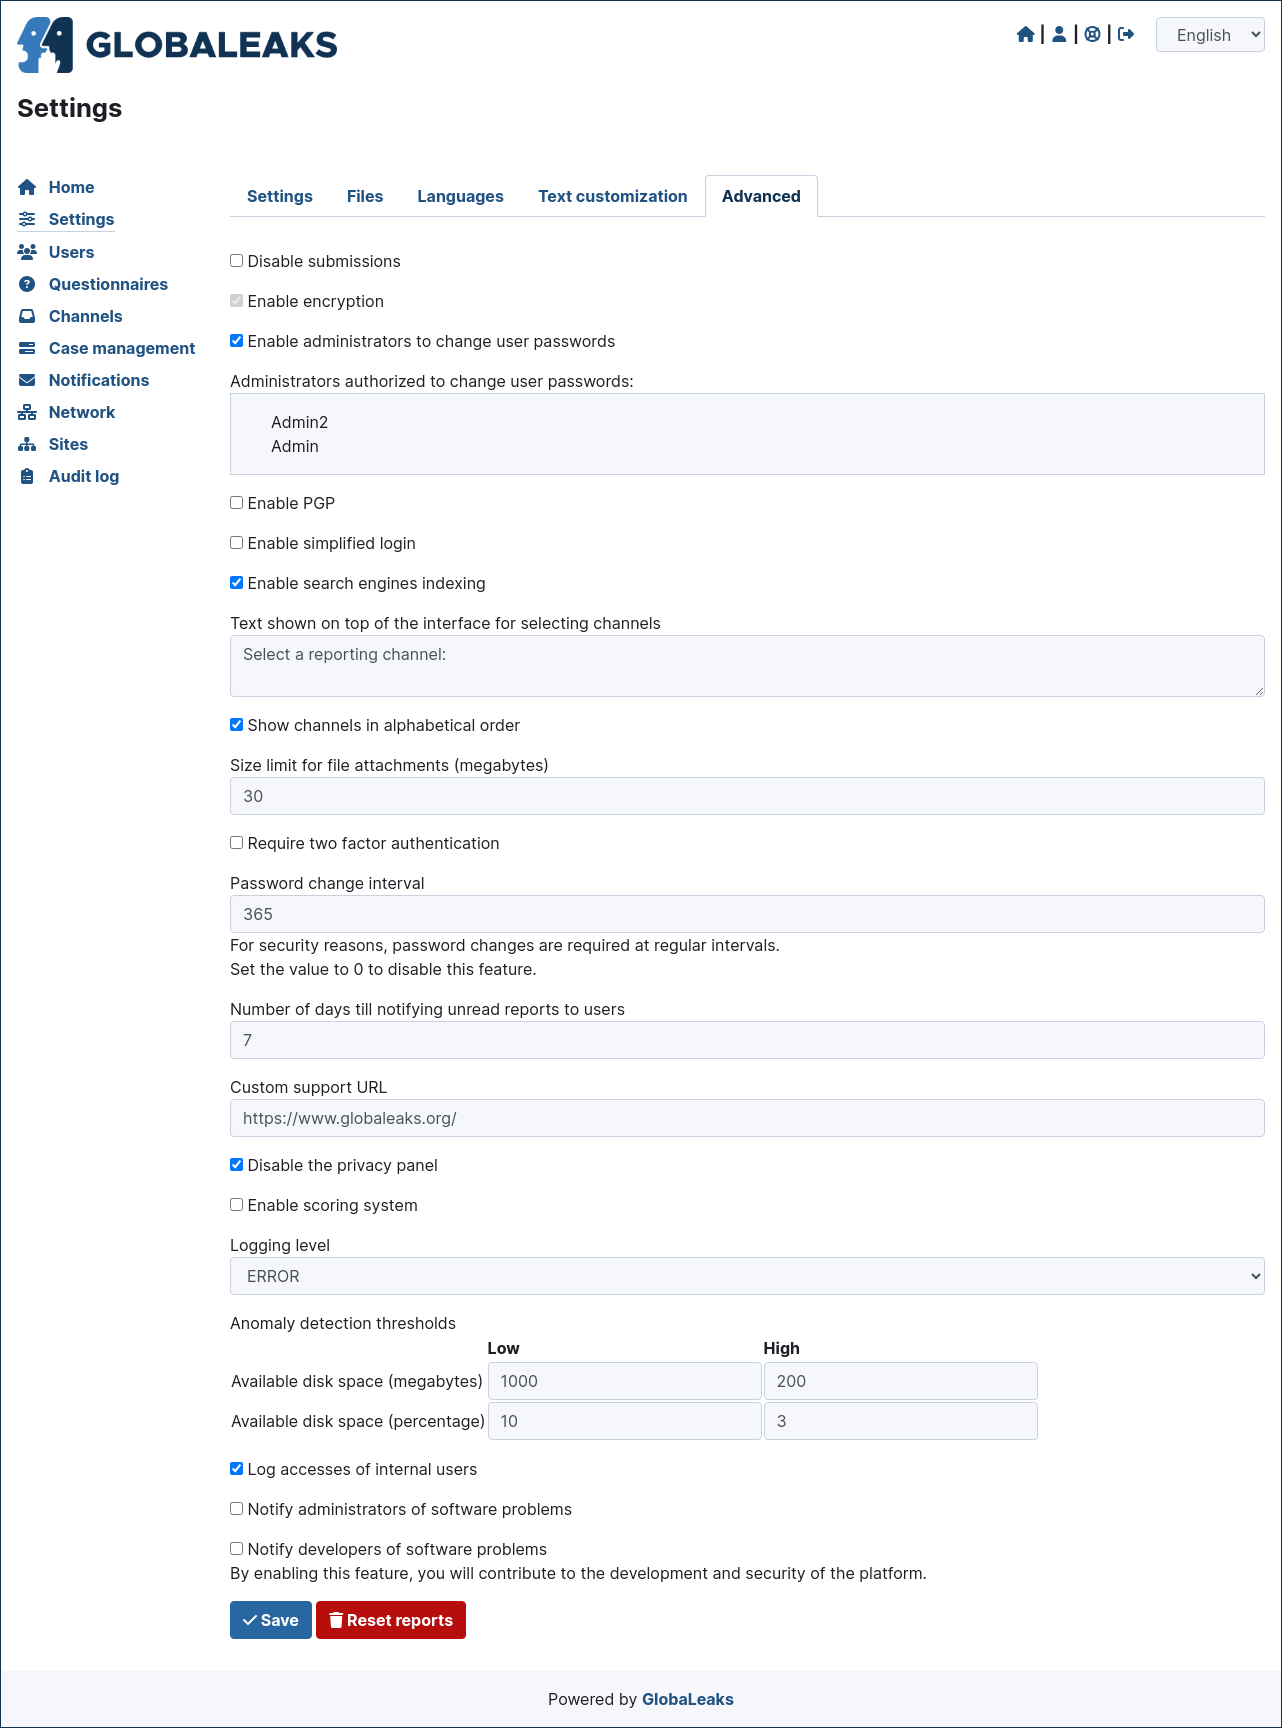 GLOBALEAKS
| | |
English
Settings
Home
Settings
Users
Questionnaires
Channels
Case management
Notifications
Network
Sites
Audit log
Settings Files Languages Text customization Advanced
Disable submissions
Enable encryption
Enable administrators to change user passwords
Administrators authorized to change user passwords:
Admin2
Admin
Enable PGP
Enable simplified login
Enable search engines indexing
Text shown on top of the interface for selecting channels
Select a reporting channel:
Show channels in alphabetical order
Size limit for file attachments (megabytes)
30
Require two factor authentication
Password change interval
365
For security reasons, password changes are required at regular intervals.
Set the value to 0 to disable this feature.
Number of days till notifying unread reports to users
7
Custom support URL
https://www.globaleaks.org/
Disable the privacy panel
Enable scoring system
Logging level
ERROR
Anomaly detection thresholds
Low High
Available disk space (megabytes) 1000 200
Available disk space (percentage) 10 3
Log accesses of internal users
Notify administrators of software problems
Notify developers of software problems
By enabling this feature, you will contribute to the development and security of the platform.
Save Reset reports
Powered by GlobaLeaks